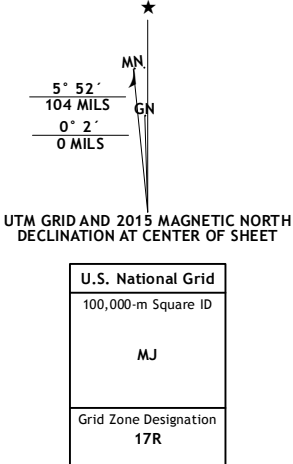 ★
MN
GN
5° 52´
104 MILS
0° 2´
0 MILS
UTM GRID AND 2015 MAGNETIC NORTH
DECLINATION AT CENTER OF SHEET
U.S. National Grid
100,000-m Square ID
MJ
Grid Zone Designation
17R